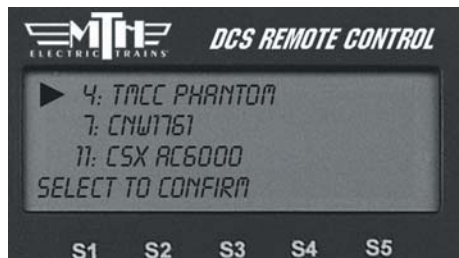 MTH
ELECTRIC TRAINS
DCS REMOTE CONTROL
4: TMCC PHANTOM
7: CNW1761
11: CSX AC6000
SELECT TO CONFIRM
S1 S2 S3 S4 S5